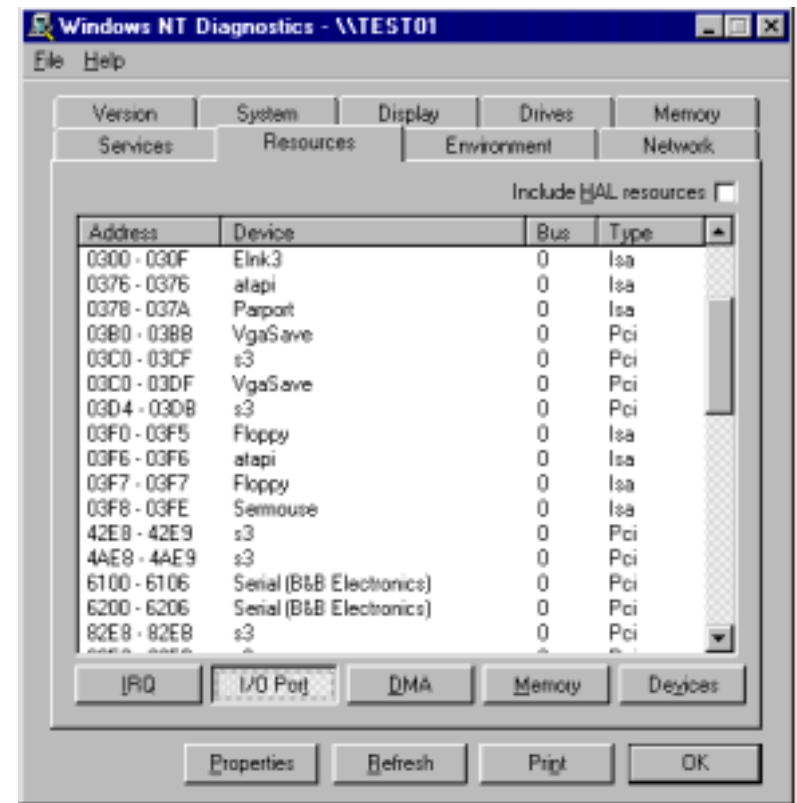 Windows NT Diagnostics - \\TEST01
File Help
Version System Display Drives Memory
Services Resources Environment Network
Include HAL resources
Address Device Bus Type
0300 - 030F Elnk3 0 Isa
0376 - 0376 atapi 0 Isa
0378 - 037A Parport 0 Isa
03B0 - 03BB VgaSave 0 Pci
03C0 - 03CF s3 0 Pci
03C0 - 03DF VgaSave 0 Pci
03D4 - 03DB s3 0 Pci
03F0 - 03F5 Floppy 0 Isa
03F6 - 03F6 atapi 0 Isa
03F7 - 03F7 Floppy 0 Isa
03F8 - 03FE Sermouse 0 Isa
42E8 - 42E9 s3 0 Pci
4AE8 - 4AE9 s3 0 Pci
6100 - 6106 Serial (B&B Electronics) 0 Pci
6200 - 6206 Serial (B&B Electronics) 0 Pci
82E8 - 82EB s3 0 Pci
IRQ I/O Port DMA Memory Devices
Properties Refresh Print OK